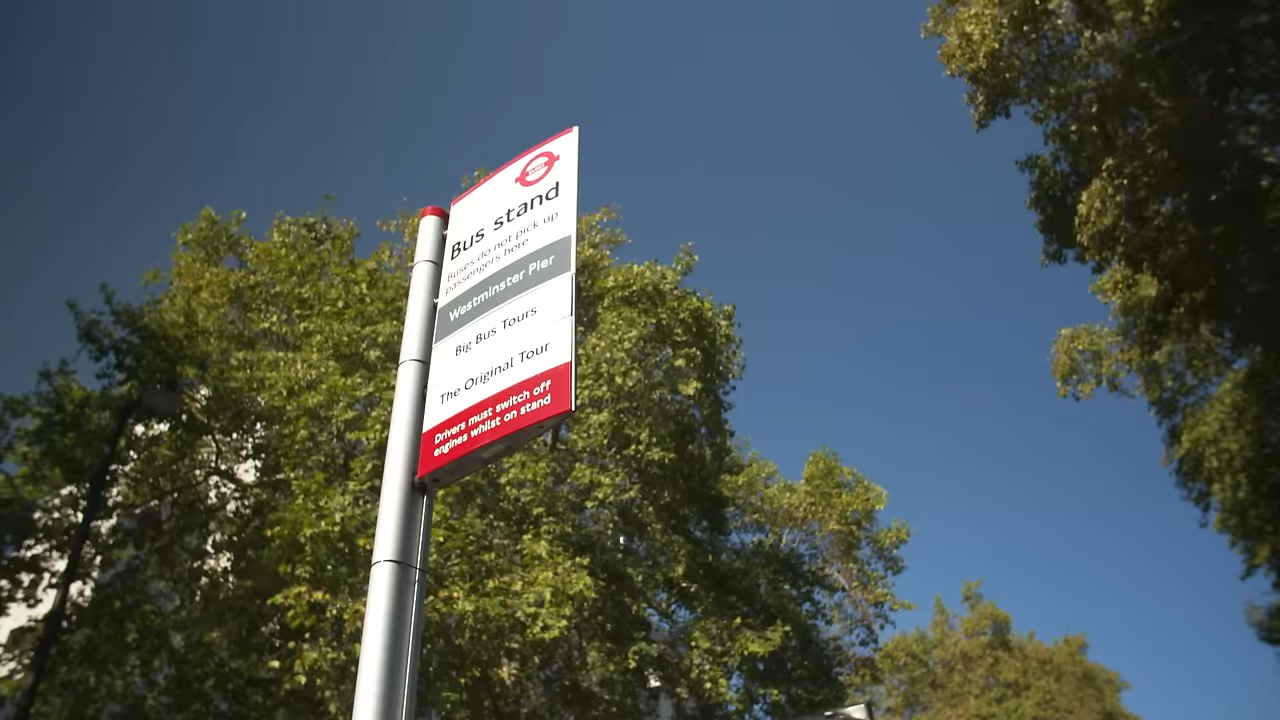 Bus stand
Buses do not pick up
passengers here
Westminster Pier
Big Bus Tours
The Original Tour
Drivers must switch off
engines whilst on stand